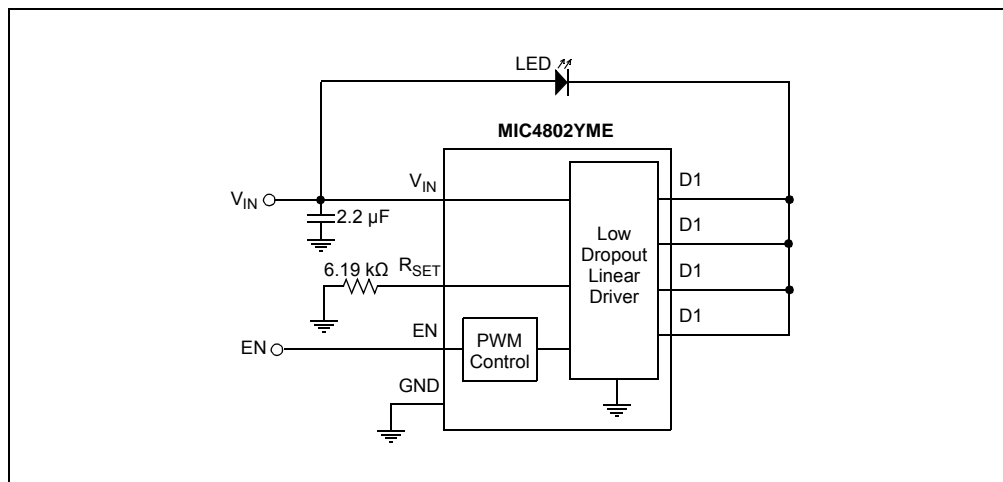 LED
MIC4802YME
V_IN
V_IN
2.2 µF
D1
D1
D1
D1
Low
Dropout
Linear
Driver
6.19 kΩ
R_SET
EN
EN
PWM
Control
GND